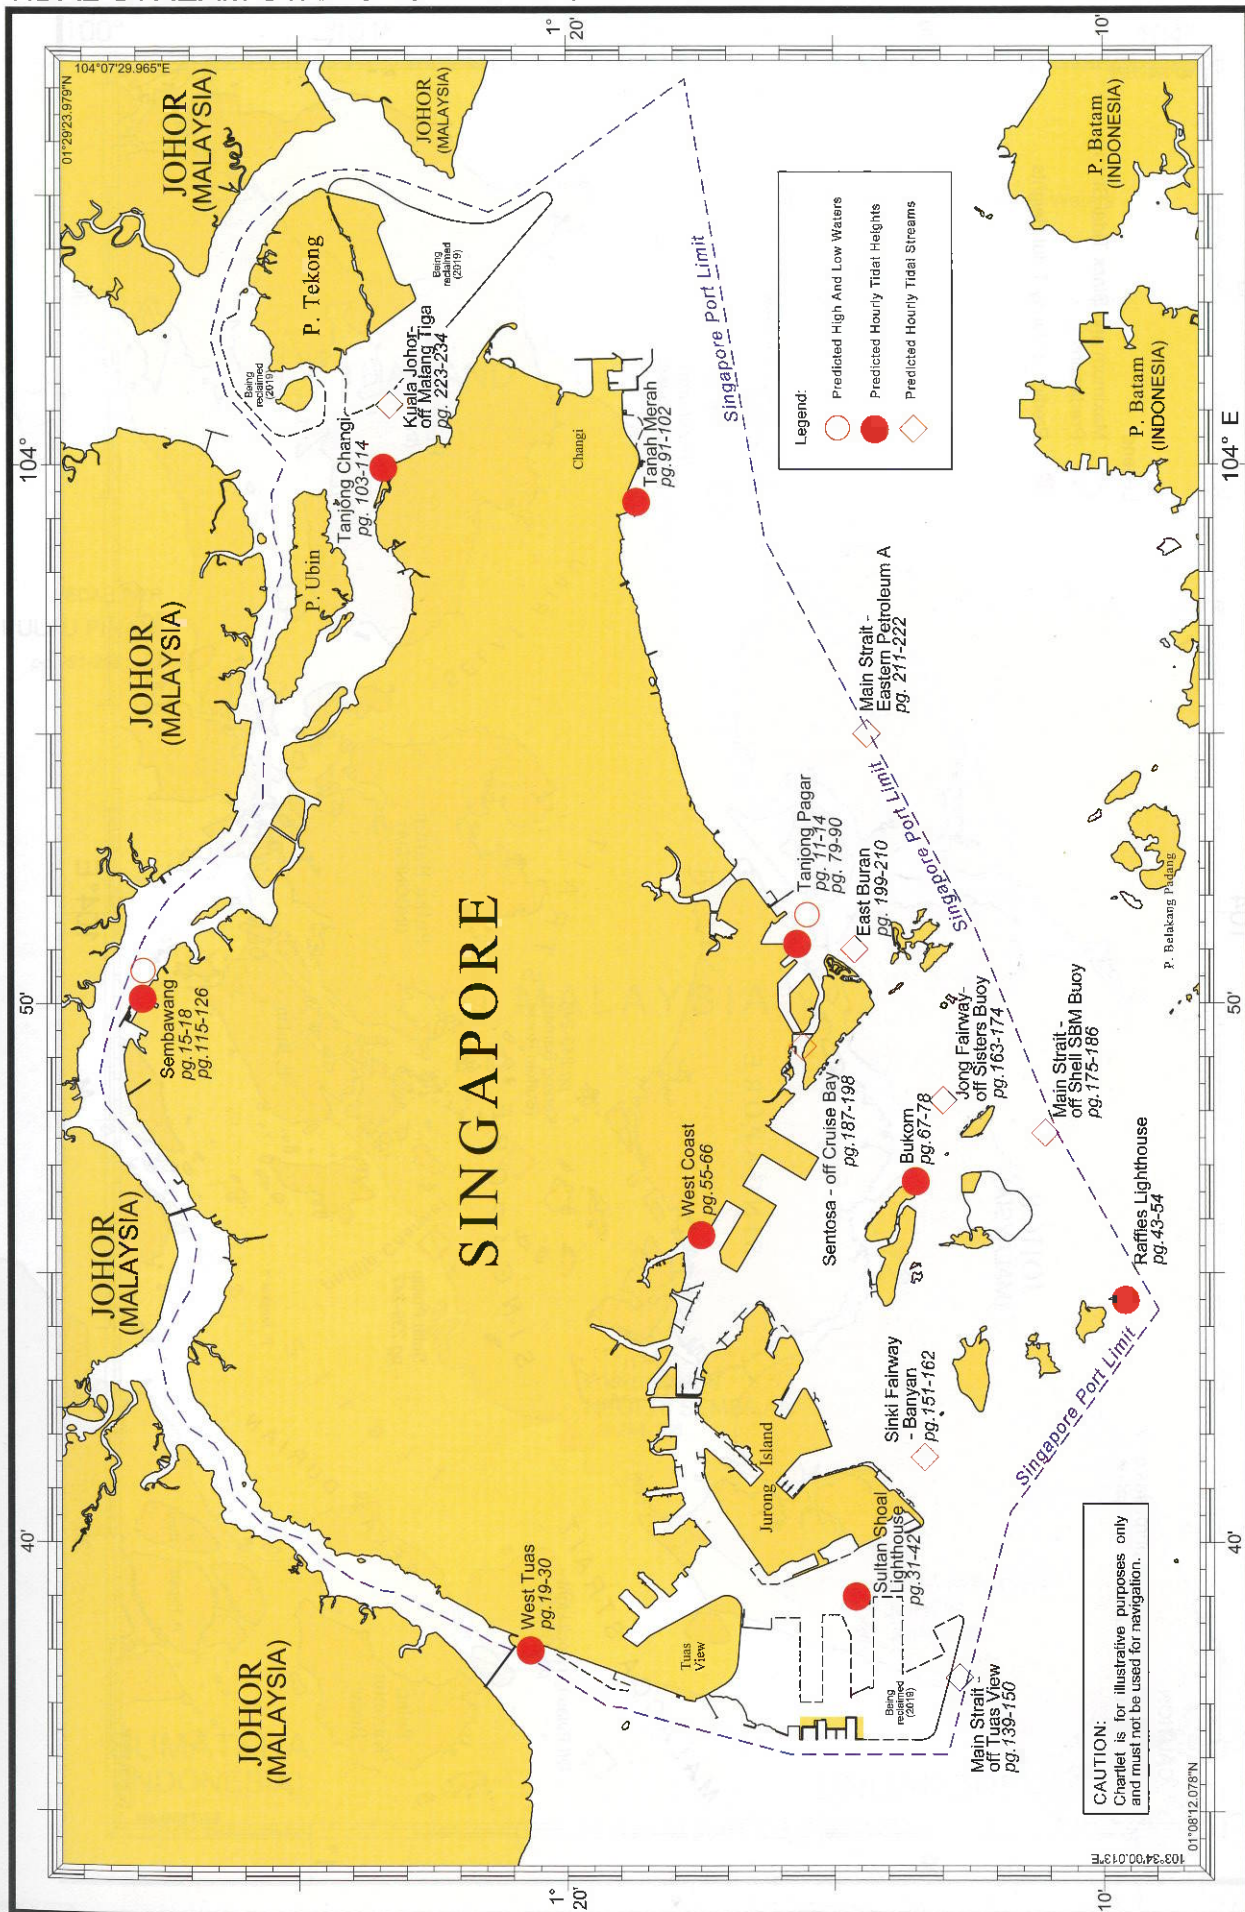 1°
20'
10'
104°07'29.965"E
01°29'23.979"N
JOHOR
(MALAYSIA)
JOHOR
(MALAYSIA)
P. Batam
(INDONESIA)
P. Tekong
Being
reclaimed
(2019)
Being
reclaimed
(2019)
Kuala Johor-
off Malang Tiga
pg. 223-234
Singapore Port Limit
Legend:
Predicted High And Low Waters
Predicted Hourly Tidat Heights
Predicted Hourly Tidal Streams
P. Batam
(INDONESIA)
104°
104° E
Tanjong Changi
pg. 103-114
Changi
Tanah Merah
pg.91-102
P. Ubin
JOHOR
(MALAYSIA)
Main Strait -
Eastern Petroleum A
pg. 211-222
Singapore Port Limit
Tanjong Pagar
pg. 11-14
pg. 79-90
East Buran
pg. 199-210
P. Belakang Padang
50'
50'
Sembawang
pg.15-18
pg.115-126
SINGAPORE
Sentosa - off Cruise Bay
pg.187-198
Jong Fairway-
off Sisters Buoy
pg.163-174
Main Strait -
off Shell SBM Buoy
pg.175-186
Bukom
pg.67-78
West Coast
pg.55-66
Raffles Lighthouse
pg.43-54
JOHOR
(MALAYSIA)
Sinki Fairway
- Banyan
pg.151-162
Singapore Port Limit
Jurong Island
40'
40'
Sultan Shoal
Lighthouse
pg.31-42
West Tuas
pg.19-30
Tuas
View
Being
reclaimed
(2019)
Main Strait -
off Tuas View
pg.139-150
JOHOR
(MALAYSIA)
CAUTION:
Chartlet is for illustrative purposes only
and must not be used for navigation.
103°34'00.013"E
01°08'12.078"N
1°
20'
10'